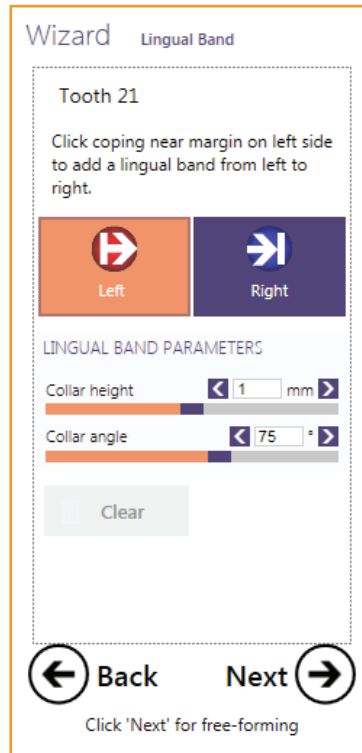 Wizard Lingual Band
Tooth 21
Click coping near margin on left side
to add a lingual band from left to
right.
Left Right
LINGUAL BAND PARAMETERS
Collar height 1 mm
Collar angle 75 °
Clear
Back Next
Click 'Next' for free-forming